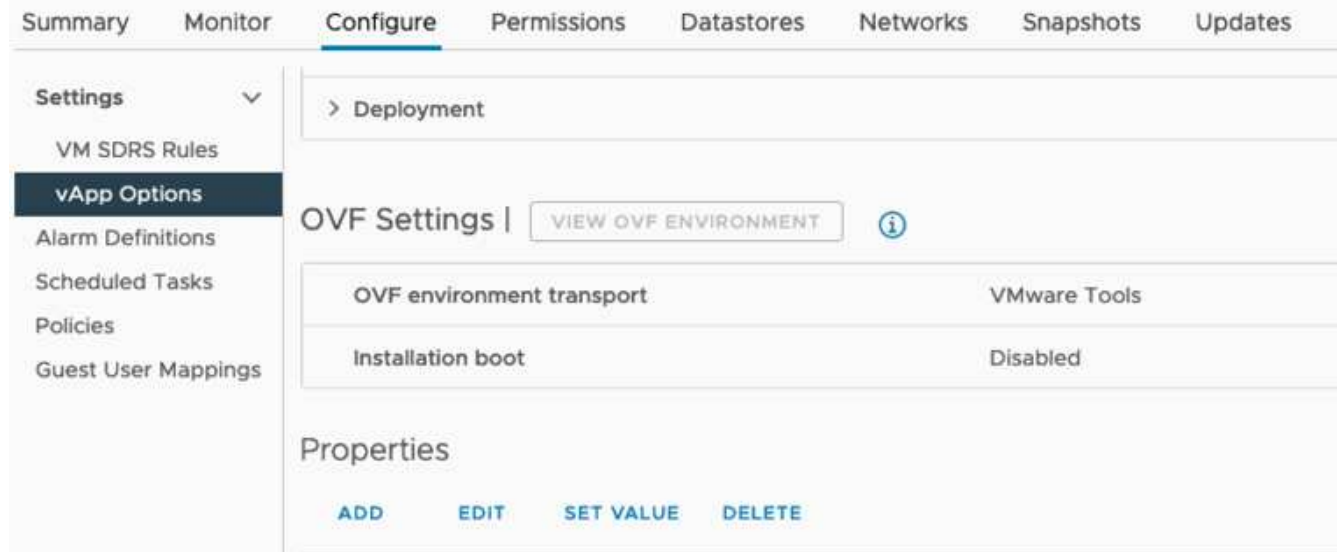 Summary Monitor Configure Permissions Datastores Networks Snapshots Updates
Settings
VM SDRS Rules
vApp Options
Alarm Definitions
Scheduled Tasks
Policies
Guest User Mappings
> Deployment
OVF Settings | VIEW OVF ENVIRONMENT
OVF environment transport VMware Tools
Installation boot Disabled
Properties
ADD EDIT SET VALUE DELETE